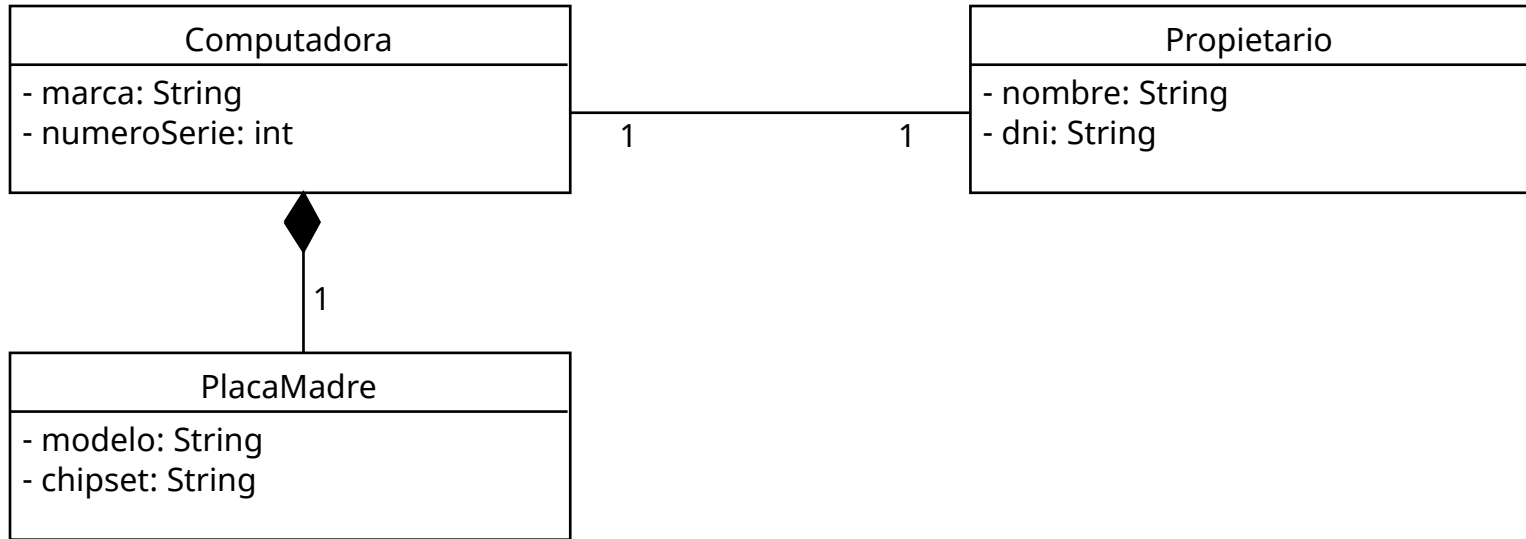 Computadora
- marca: String
- numeroSerie: int
Propietario
- nombre: String
- dni: String
1
1
1
PlacaMadre
- modelo: String
- chipset: String